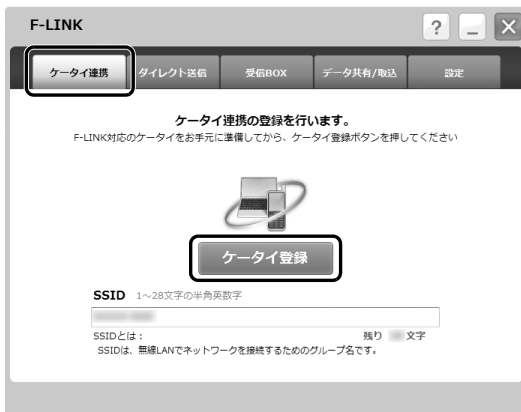 F-LINK
?
ケータイ連携 ダイレクト送信 受信BOX データ共有/取込 設定
ケータイ連携の登録を行います。
F-LINK対応のケータイをお手元に準備してから、ケータイ登録ボタンを押してください
ケータイ登録
SSID 1～28文字の半角英数字
SSIDとは： 残り 文字
SSIDは、無線LANでネットワークを接続するためのグループ名です。